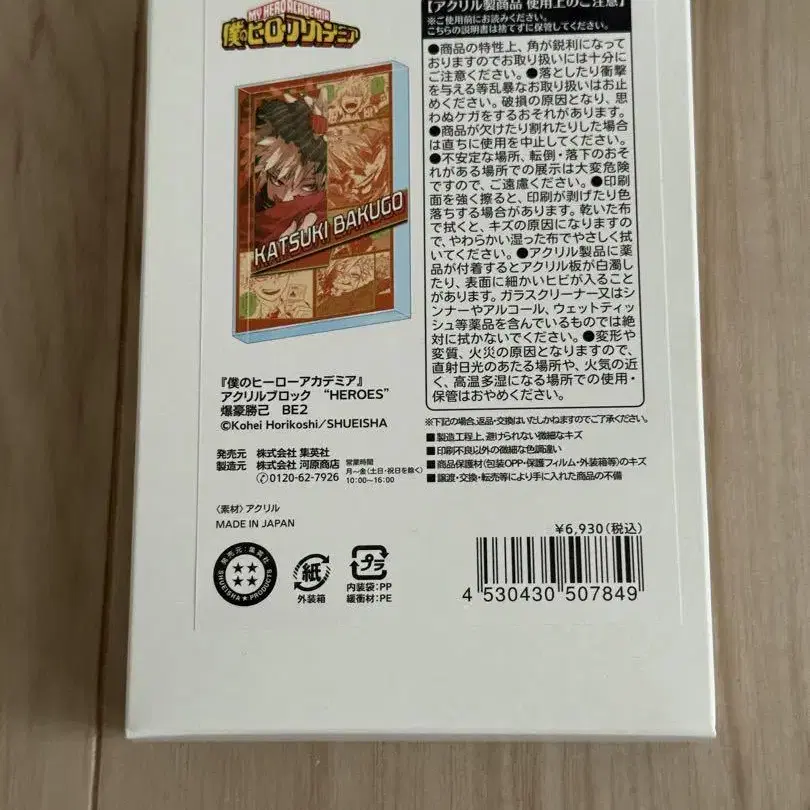 MY HERO ACADEMIA
僕のヒーローアカデミア
KATSUKI BAKUGO
『僕のヒーローアカデミア』
アクリルブロック “HEROES”
爆豪勝己 BE2
©Kohei Horikoshi/SHUEISHA
発売元 株式会社 集英社
製造元 株式会社 河原商店
0120-62-7926
営業時間
月～金(土日・祝日を除く)
10:00～16:00
〈素材〉アクリル
MADE IN JAPAN
発売元:集英社
SHUEISHA★PRODUCTS
紙
外装箱
プラ
内装袋:PP
緩衝材:PE
【アクリル製商品 使用上のご注意】
※ご使用前にお読みください。
こちらの説明書は捨てずに保管してください。
●商品の特性上、角が鋭利になって
おりますのでお取り扱いには十分に
ご注意ください。●落としたり衝撃
を与える等乱暴なお取り扱いはお止
めください。破損の原因となり、思
わぬケガをするおそれがあります。
●商品が欠けたり割れたりした場合
は直ちに使用を中止してください。
●不安定な場所、転倒・落下のおそ
れがある場所での展示は大変危険
ですので、ご遠慮ください。●印刷
面を強く擦ると、印刷が剥げたり色
落ちする場合があります。乾いた布
で拭くと、キズの原因になりますの
で、やわらかい湿った布でやさしく拭
いてください。●アクリル製品に薬
品が付着するとアクリル板が白濁し
たり、表面に細かいヒビが入ること
があります。ガラスクリーナー又はシ
ンナーやアルコール、ウェットティッ
シュ等薬品を含んでいるものでは絶
対に拭かないでください。●変形や
変質、火災の原因となりますので、
直射日光のあたる場所や、火気の近
く、高温多湿になる場所での使用・
保管はおやめください。
※下記の場合、返品・交換はいたしかねますのでご了承ください。
■製造工程上、避けられない微細なキズ
■印刷不良以外の微細な色調違い
■商品保護材(包装OPP・保護フィルム・外装箱等)のキズ
■譲渡・交換・転売等により手に入れた商品の不備
¥6,930(税込)
4 530430 507849